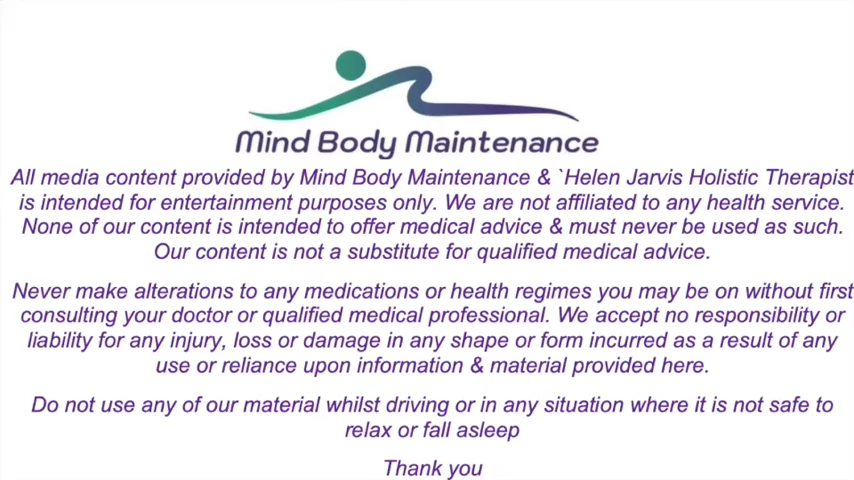 Mind Body Maintenance
All media content provided by Mind Body Maintenance & `Helen Jarvis Holistic Therapist
is intended for entertainment purposes only. We are not affiliated to any health service.
None of our content is intended to offer medical advice & must never be used as such.
Our content is not a substitute for qualified medical advice.
Never make alterations to any medications or health regimes you may be on without first
consulting your doctor or qualified medical professional. We accept no responsibility or
liability for any injury, loss or damage in any shape or form incurred as a result of any
use or reliance upon information & material provided here.
Do not use any of our material whilst driving or in any situation where it is not safe to
relax or fall asleep
Thank you